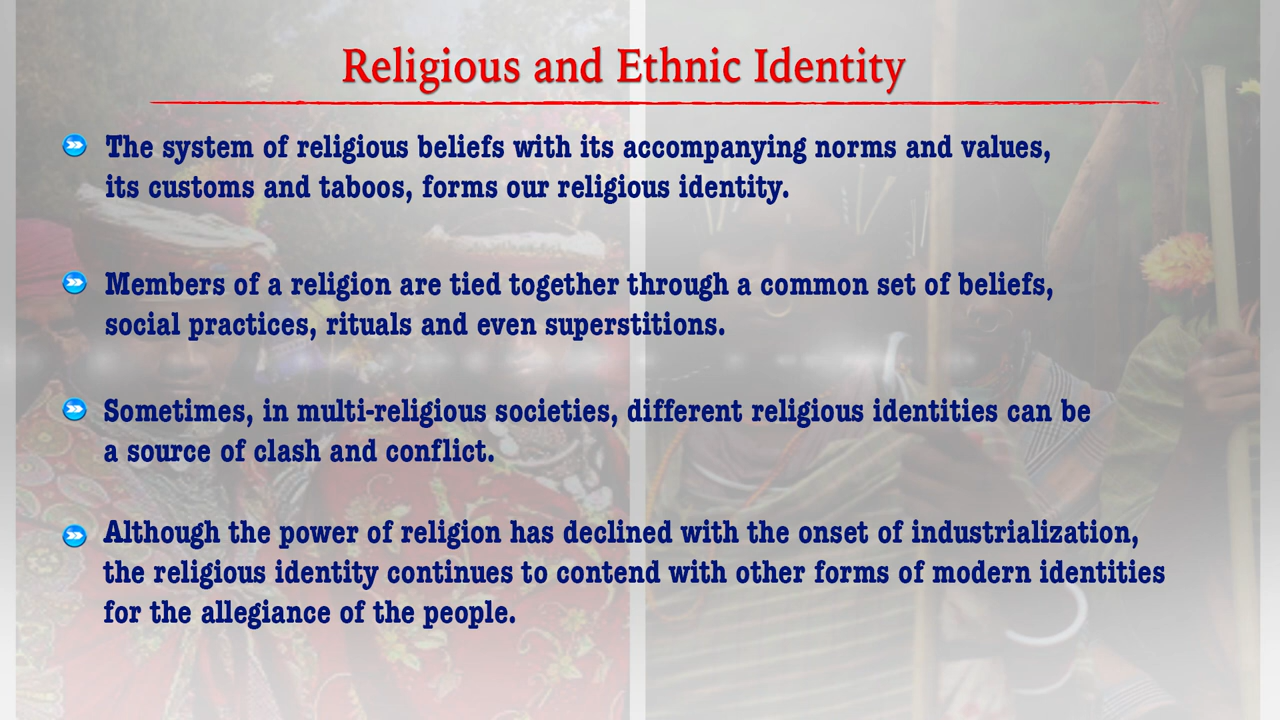 Religious and Ethnic Identity
The system of religious beliefs with its accompanying norms and values,
its customs and taboos, forms our religious identity.
Members of a religion are tied together through a common set of beliefs,
social practices, rituals and even superstitions.
Sometimes, in multi-religious societies, different religious identities can be
a source of clash and conflict.
Although the power of religion has declined with the onset of industrialization,
the religious identity continues to contend with other forms of modern identities
for the allegiance of the people.